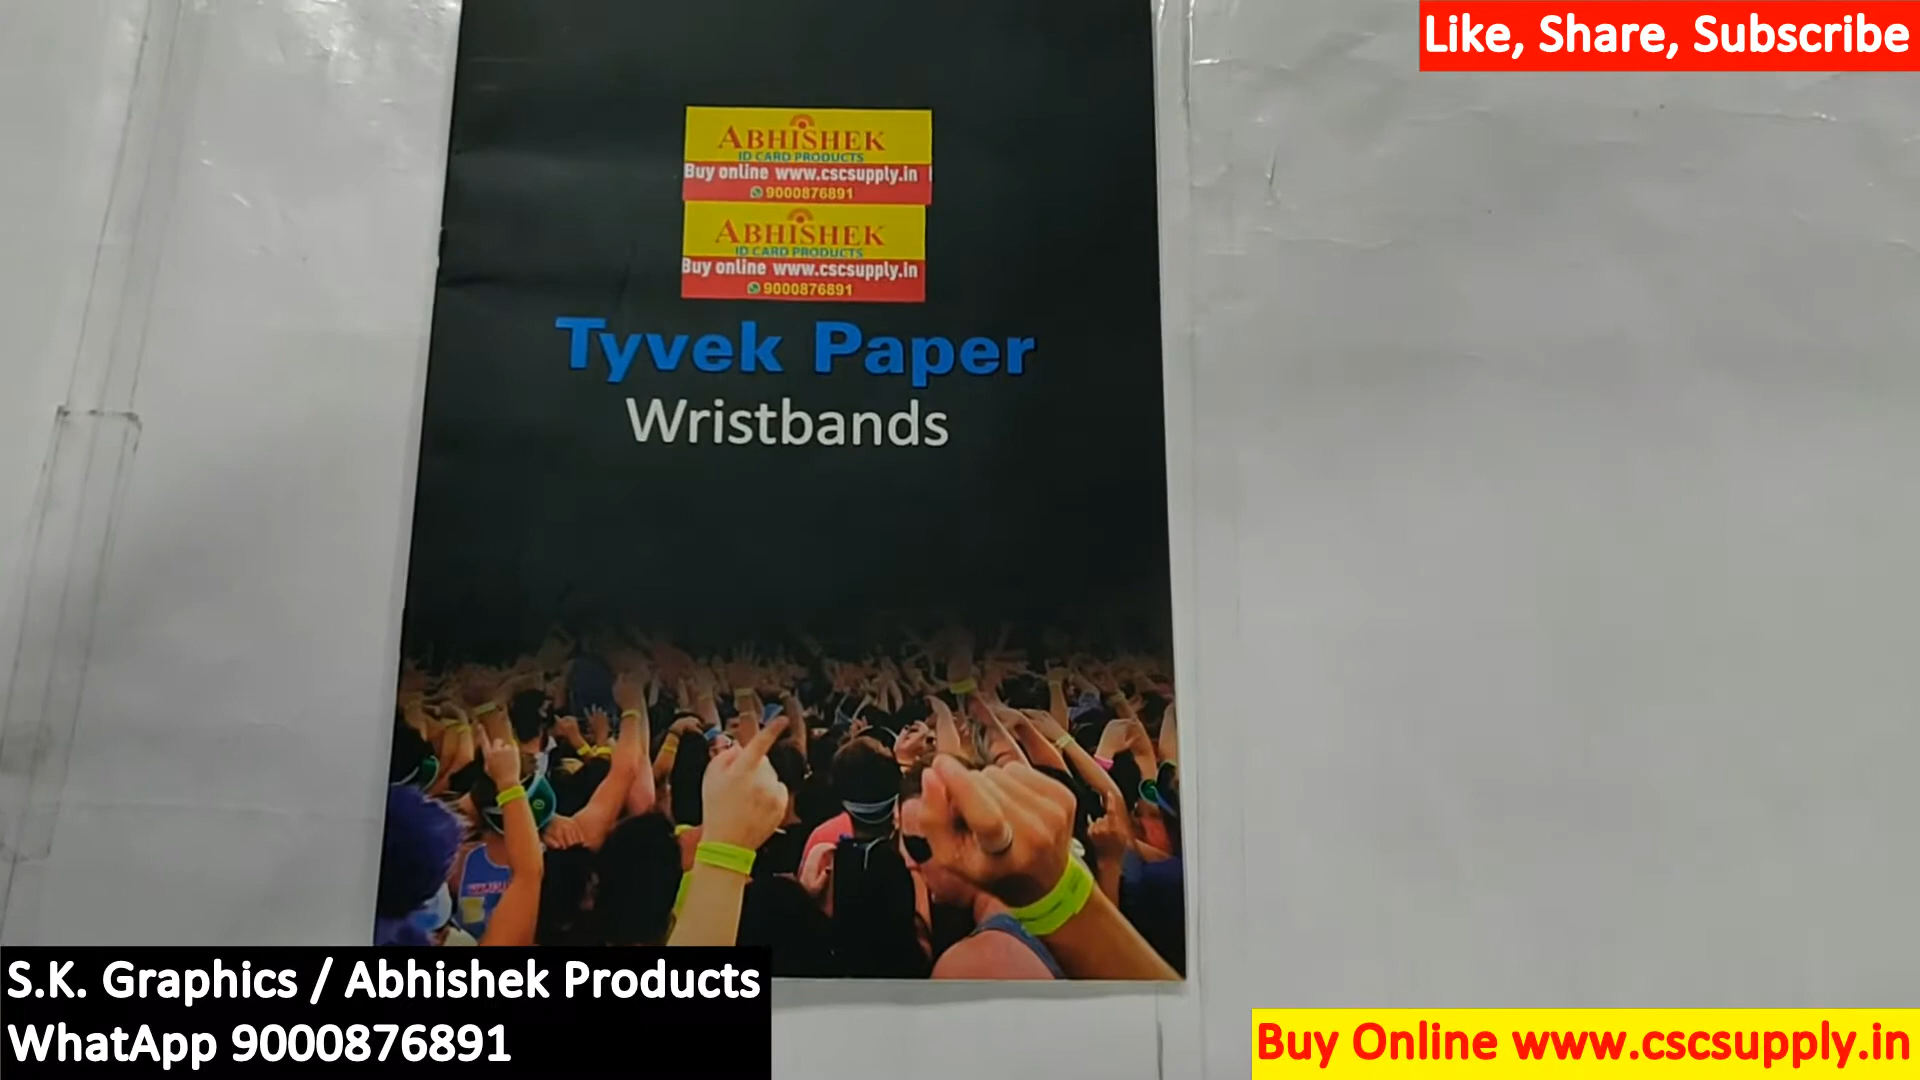 Like, Share, Subscribe
ABHISHEK
ID CARD PRODUCTS
Buy online www.cscsupply.in
9000876891
ABHISHEK
ID CARD PRODUCTS
Buy online www.cscsupply.in
9000876891
Tyvek Paper
Wristbands
S.K. Graphics / Abhishek Products
WhatApp 9000876891
Buy Online www.cscsupply.in